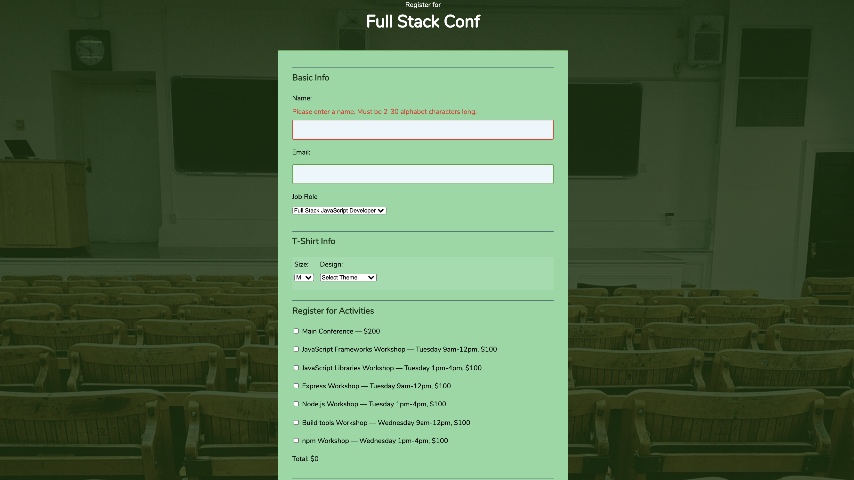 Register for
Full Stack Conf
Basic Info
Name:
Please enter a name. Must be 2-30 alphabet characters long.
Email:
Job Role
Full Stack JavaScript Developer
T-Shirt Info
Size: Design:
M Select Theme
Register for Activities
Main Conference — $200
JavaScript Frameworks Workshop — Tuesday 9am-12pm, $100
JavaScript Libraries Workshop — Tuesday 1pm-4pm, $100
Express Workshop — Tuesday 9am-12pm, $100
Node.js Workshop — Tuesday 1pm-4pm, $100
Build tools Workshop — Wednesday 9am-12pm, $100
npm Workshop — Wednesday 1pm-4pm, $100
Total: $0